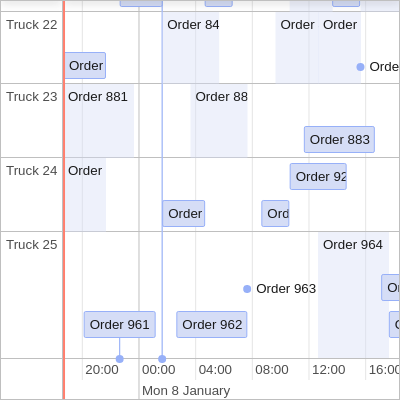 Truck 22
Order 84
Order
Order
Order
Orde
Truck 23
Order 881
Order 88
Order 883
Truck 24
Order
Order 92
Order
Ord
Truck 25
Order 964
Order 963
Order 961
Order 962
20:00
00:00
04:00
08:00
12:00
16:00
Mon 8 January